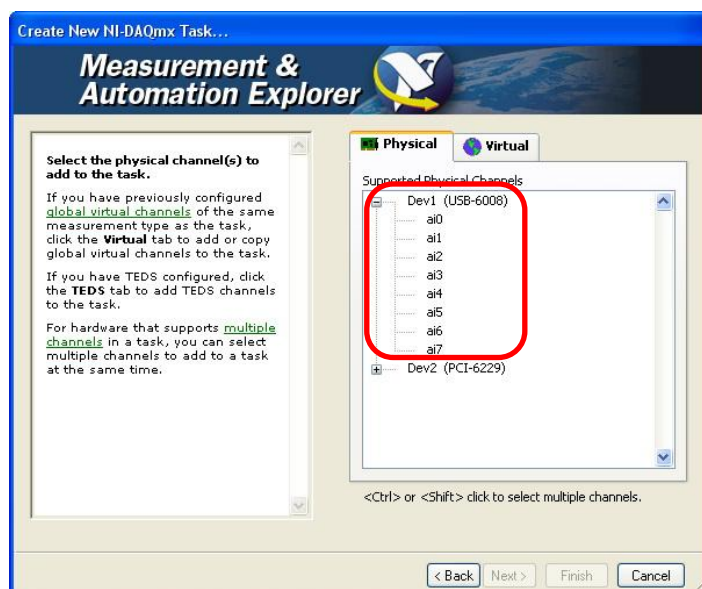 Create New NI-DAQmx Task...
Measurement &
Automation Explorer
Select the physical channel(s) to
add to the task.
If you have previously configured
global virtual channels of the same
measurement type as the task,
click the Virtual tab to add or copy
global virtual channels to the task.
If you have TEDS configured, click
the TEDS tab to add TEDS channels
to the task.
For hardware that supports multiple
channels in a task, you can select
multiple channels to add to a task
at the same time.
Physical
Virtual
Supported Physical Channels
Dev1 (USB-6008)
ai0
ai1
ai2
ai3
ai4
ai5
ai6
ai7
Dev2 (PCI-6229)
<Ctrl> or <Shift> click to select multiple channels.
< Back
Next >
Finish
Cancel